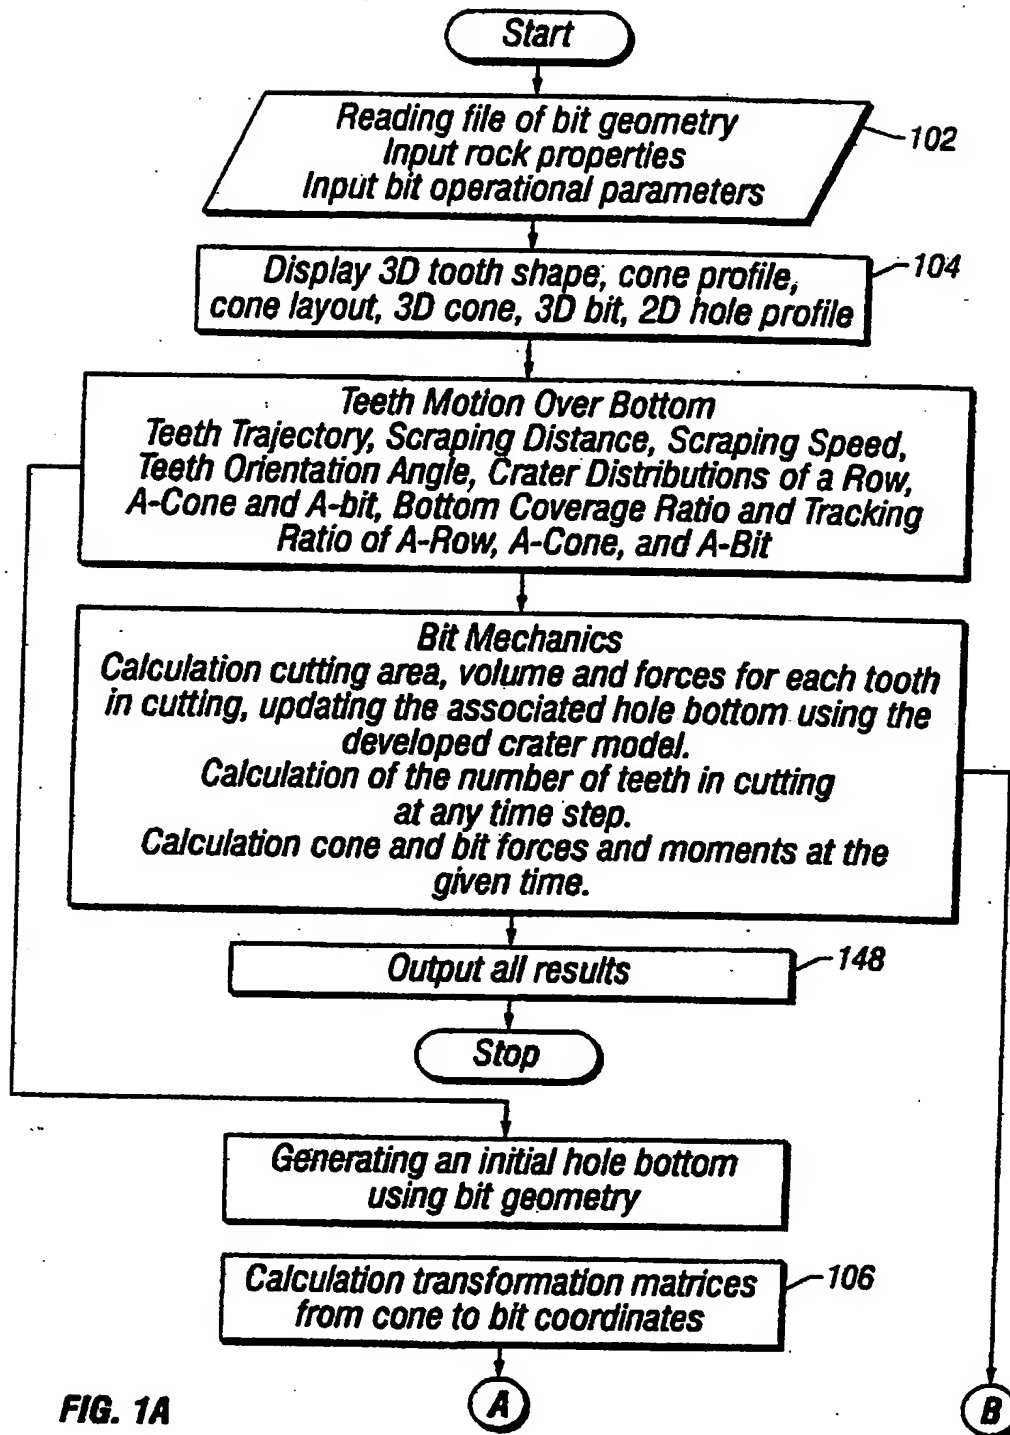 Start
Reading file of bit geometry
Input rock properties
Input bit operational parameters
102
Display 3D tooth shape, cone profile,
cone layout, 3D cone, 3D bit, 2D hole profile
104
Teeth Motion Over Bottom
Teeth Trajectory, Scraping Distance, Scraping Speed,
Teeth Orientation Angle, Crater Distributions of a Row,
A-Cone and A-bit, Bottom Coverage Ratio and Tracking
Ratio of A-Row, A-Cone, and A-Bit
Bit Mechanics
Calculation cutting area, volume and forces for each tooth
in cutting, updating the associated hole bottom using the
developed crater model.
Calculation of the number of teeth in cutting
at any time step.
Calculation cone and bit forces and moments at the
given time.
Output all results
148
Stop
Generating an initial hole bottom
using bit geometry
Calculation transformation matrices
from cone to bit coordinates
106
A
B
FIG. 1A